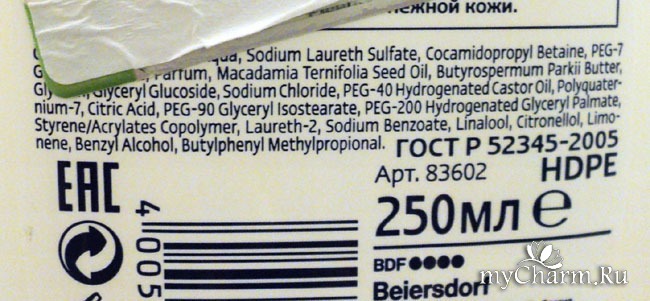 нежной кожи.
Sodium Laureth Sulfate, Cocamidopropyl Betaine, PEG-7
Parfum, Macadamia Ternifolia Seed Oil, Butyrospermum Parkii Butter,
Glyceryl Glucoside, Sodium Chloride, PEG-40 Hydrogenated Castor Oil, Polyquater-
nium-7, Citric Acid, PEG-90 Glyceryl Isostearate, PEG-200 Hydrogenated Glyceryl Palmate,
Styrene/Acrylates Copolymer, Laureth-2, Sodium Benzoate, Linalool, Citronellol, Limo-
nene, Benzyl Alcohol, Butylphenyl Methylpropional.
ГОСТ Р 52345-2005
Арт. 83602 HDPE
EAC
250МЛ e
4 005
BDF
Beiersdorf
myCharm.Ru